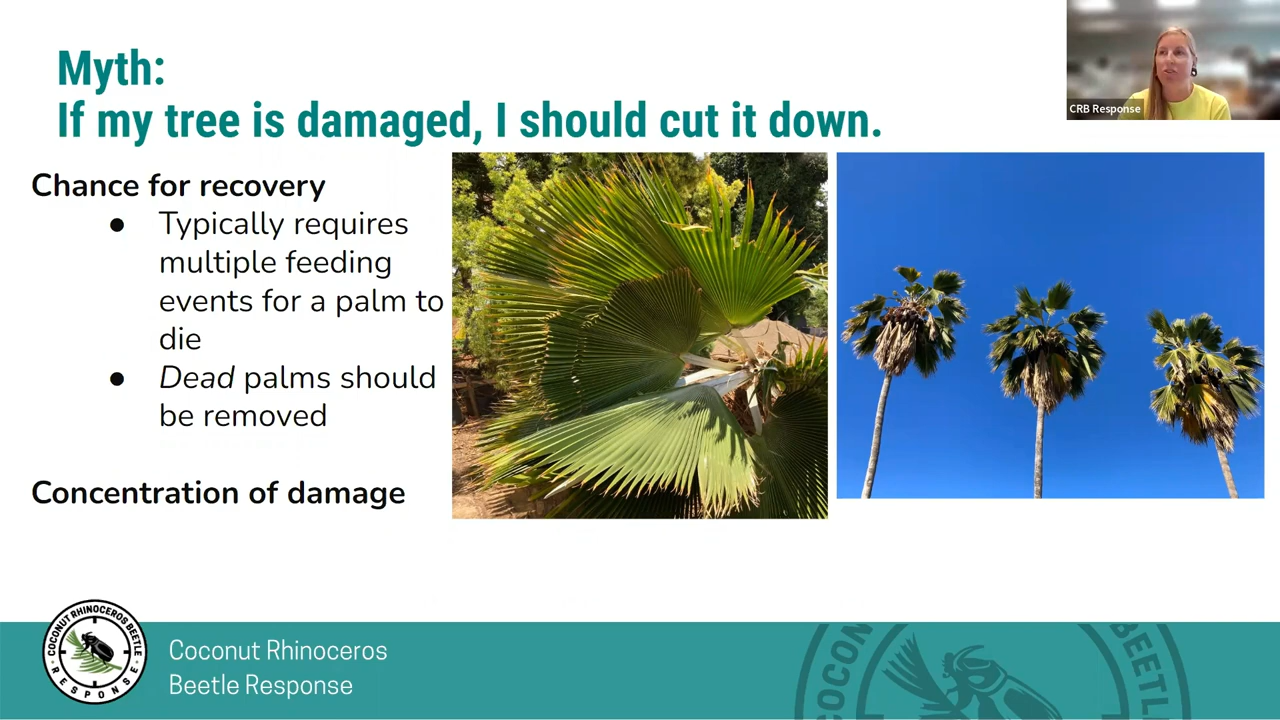 Myth:
If my tree is damaged, I should cut it down.
CRB Response
Chance for recovery
● Typically requires
multiple feeding
events for a palm to
die
● Dead palms should
be removed
Concentration of damage
COCONUT RHINOCEROS BEETLE
RESPONSE
Coconut Rhinoceros
Beetle Response
COCON
BEETL